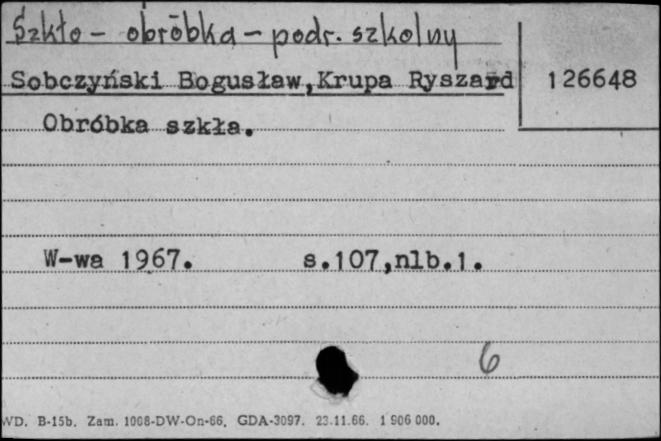 Szkło - obróbka - podr. szkolny
Sobczyński Bogusław, Krupa Ryszard
126648
Obróbka szkła.
W-wa 1967. s.107,nlb.1.
6
WD. B-15b. Zam. 1008-DW-On-66, GDA-3097. 23.11.66. 1 906 000.